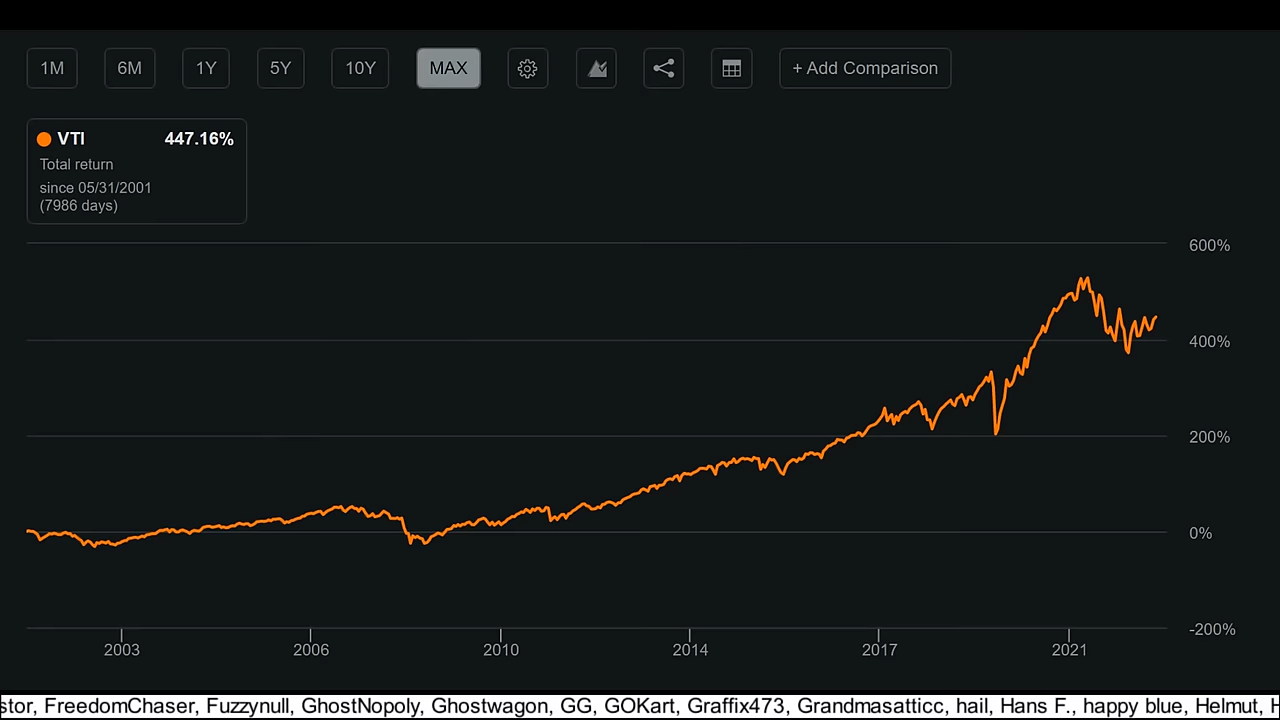 1M 6M 1Y 5Y 10Y MAX + Add Comparison
VTI 447.16%
Total return
since 05/31/2001
(7986 days)
600%
400%
200%
0%
-200%
2003 2006 2010 2014 2017 2021
stor, FreedomChaser, Fuzzynull, GhostNopoly, Ghostwagon, GG, GOKart, Graffix473, Grandmasatticc, hail, Hans F., happy blue, Helmut, H